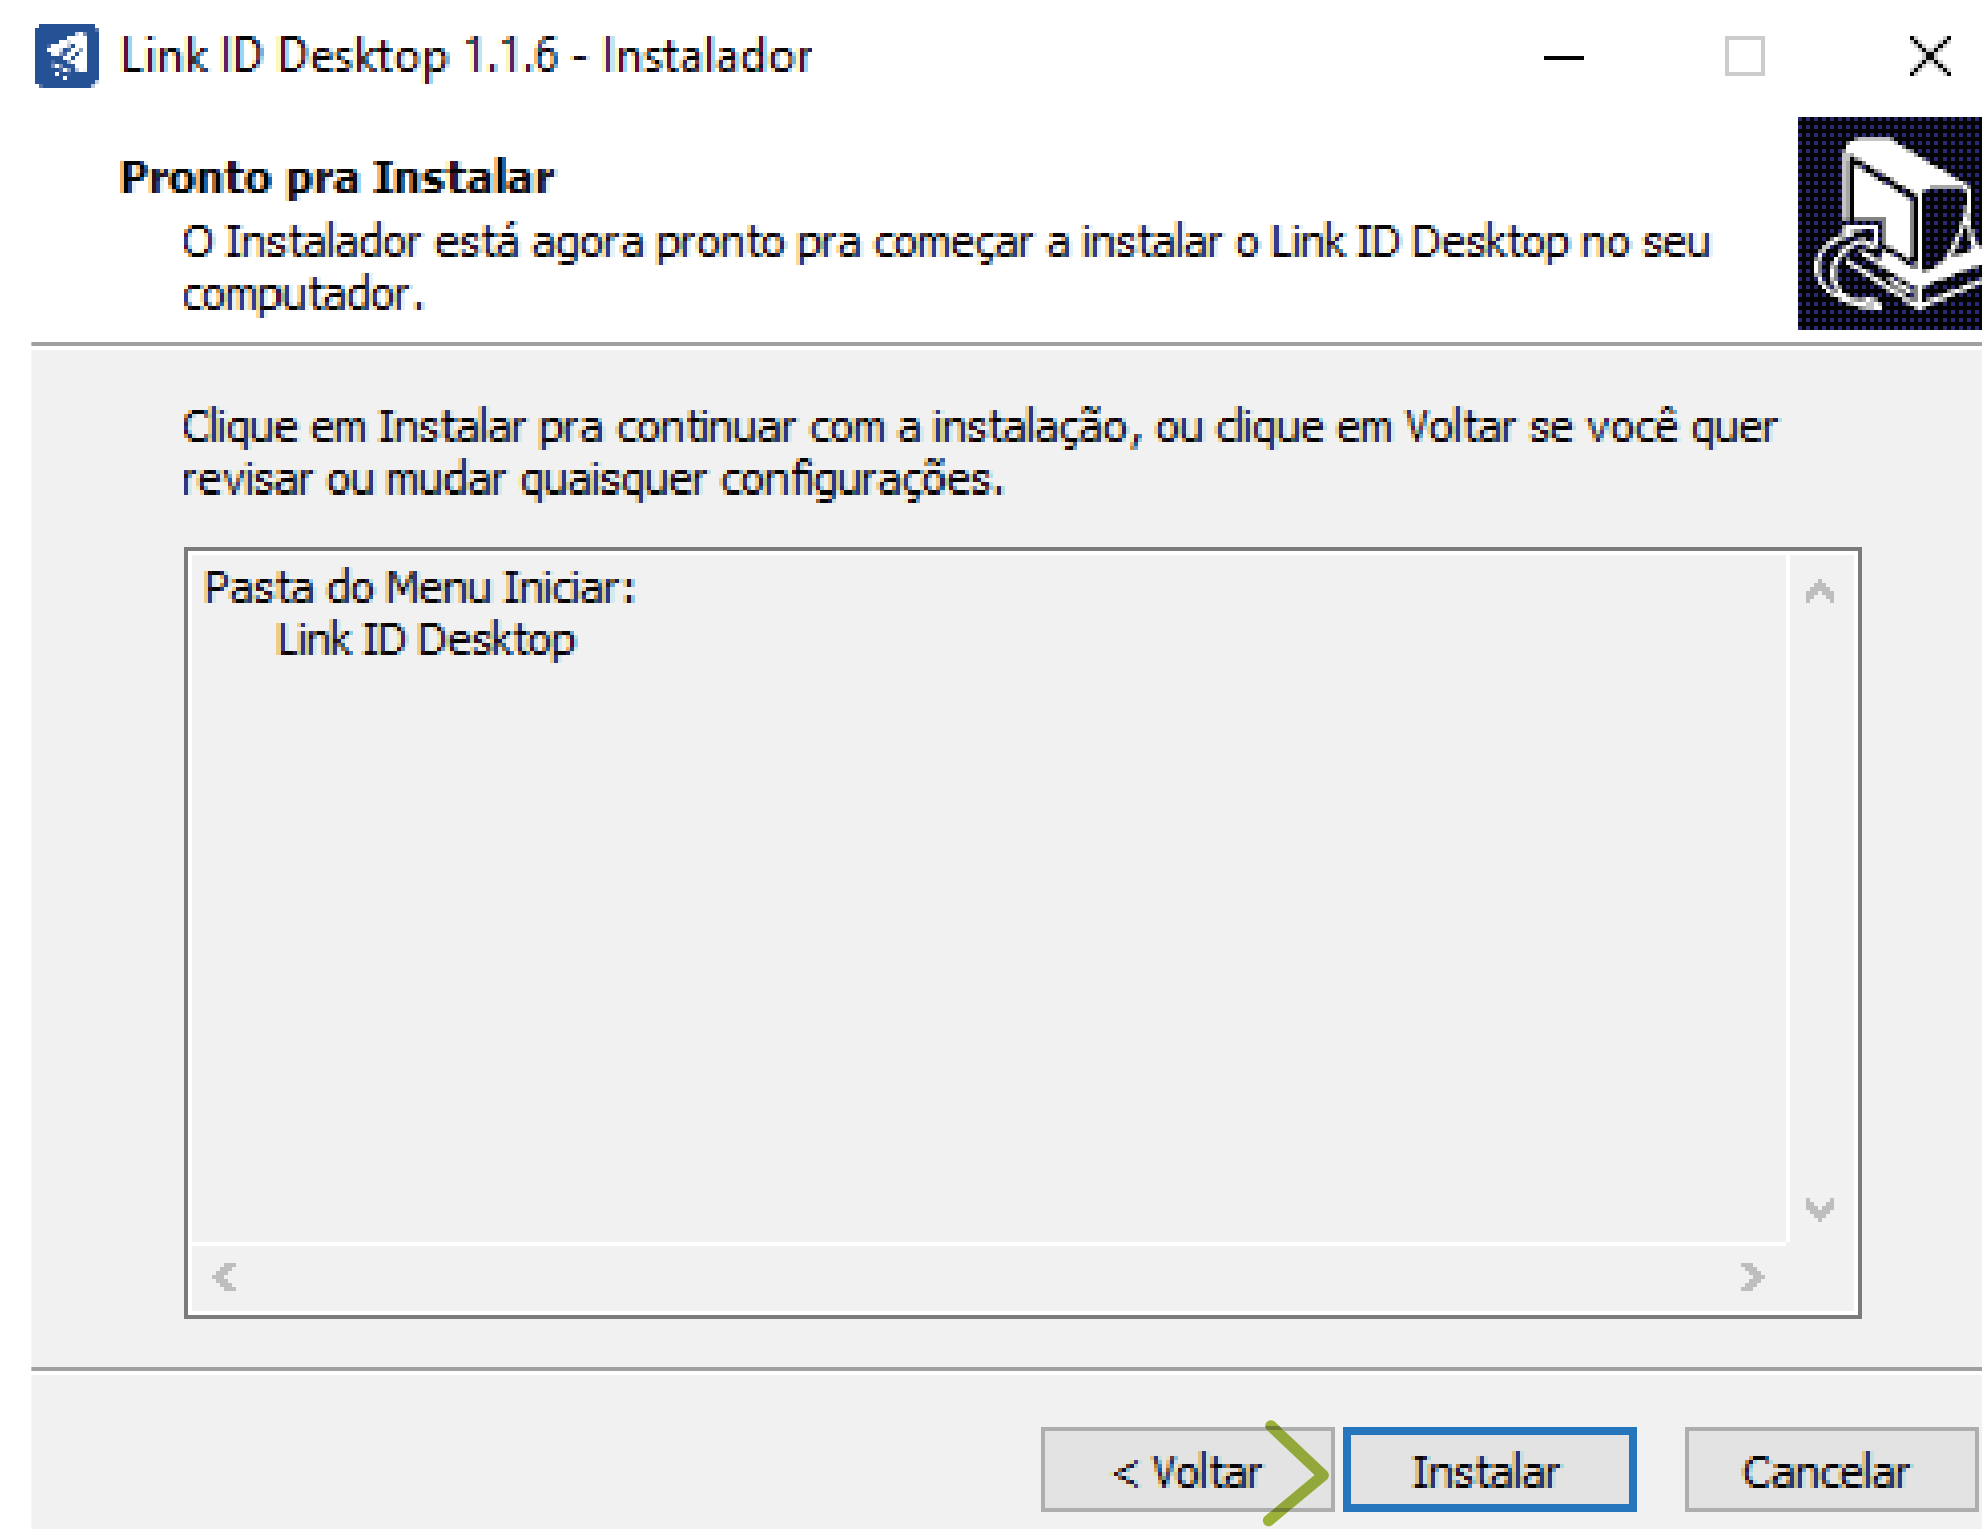 Link ID Desktop 1.1.6 - Instalador
Pronto pra Instalar
O Instalador está agora pronto pra começar a instalar o Link ID Desktop no seu
computador.
Clique em Instalar pra continuar com a instalação, ou clique em Voltar se você quer
revisar ou mudar quaisquer configurações.
Pasta do Menu Iniciar:
Link ID Desktop
< Voltar
Instalar
Cancelar